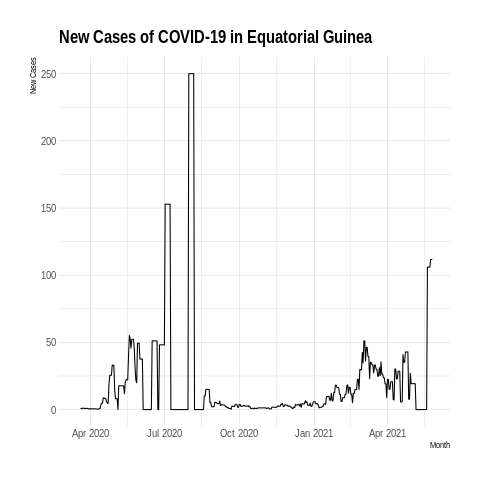 New Cases of COVID-19 in Equatorial Guinea
New Cases
250
200
150
100
50
0
Apr 2020 Jul 2020 Oct 2020 Jan 2021 Apr 2021
Month